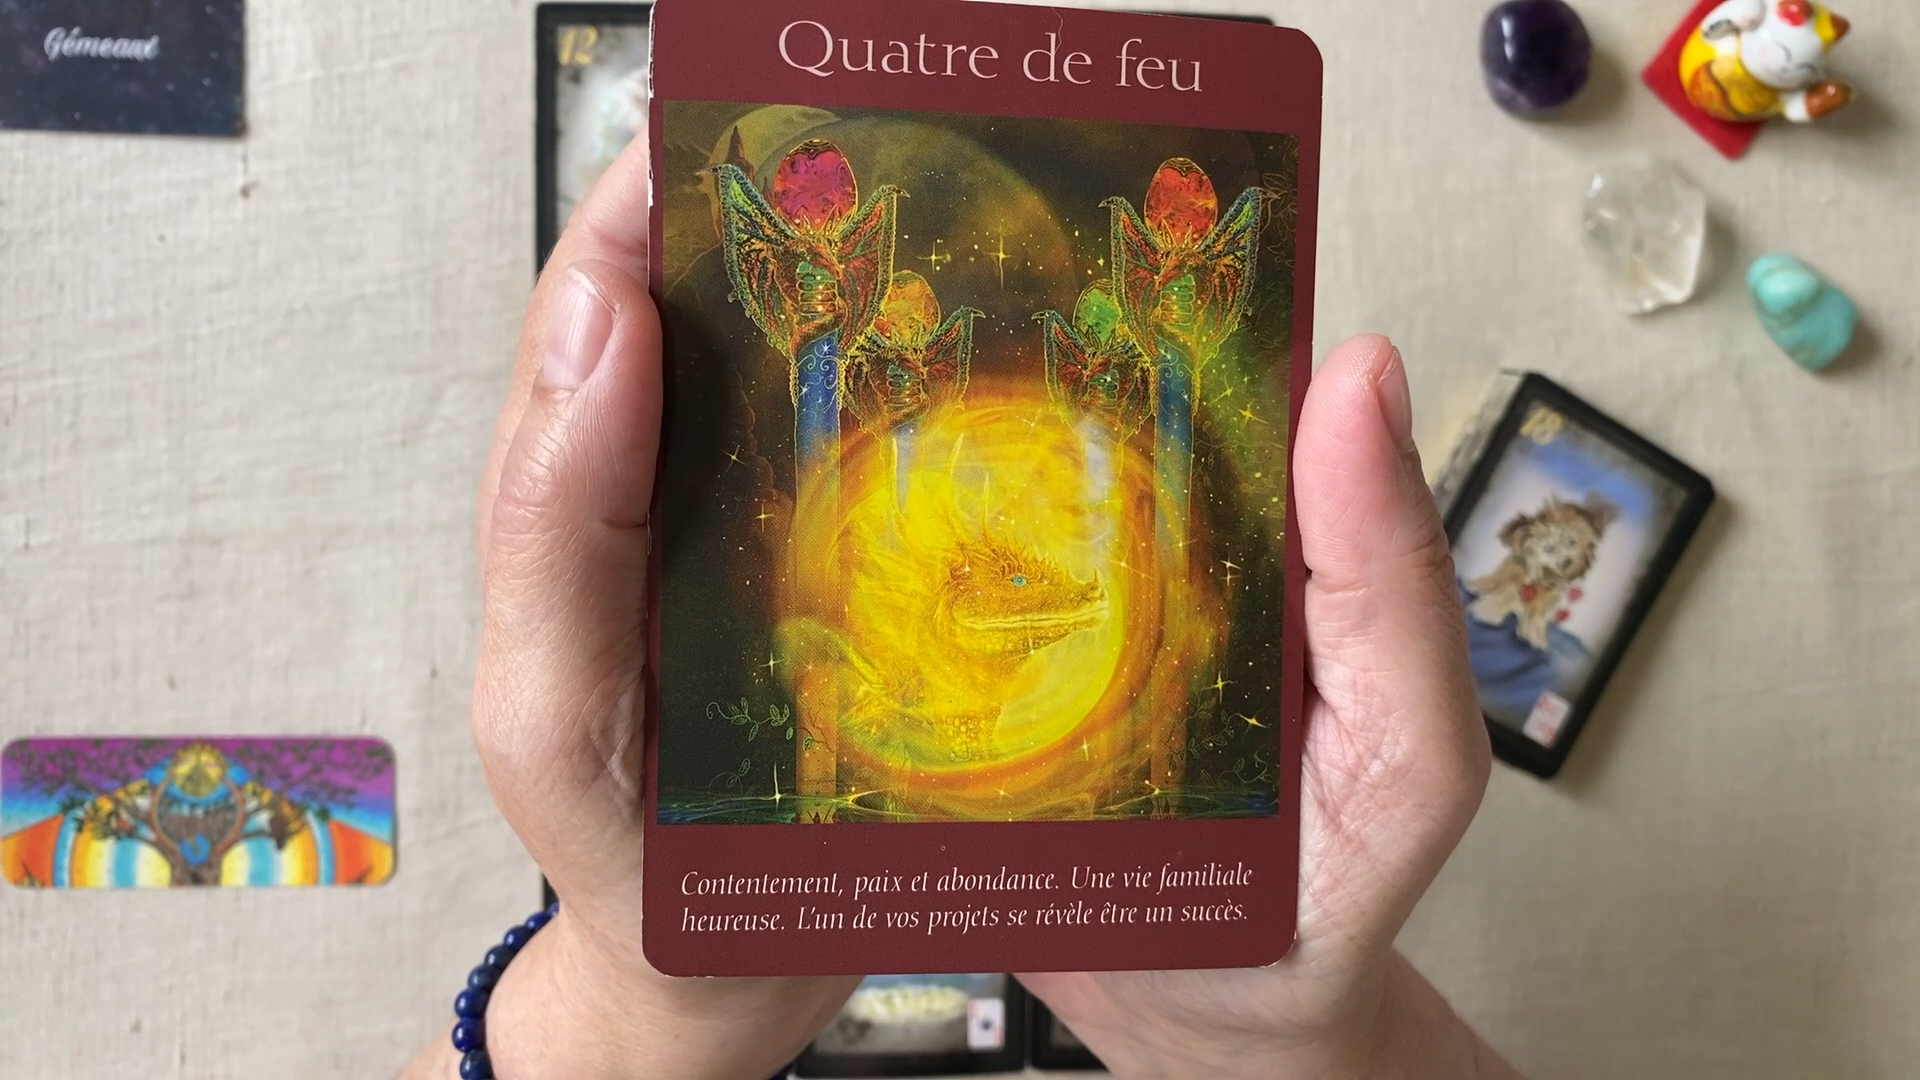 Gémeaux
12
Quatre de feu
18
Contentement, paix et abondance. Une vie familiale
heureuse. L'un de vos projets se révèle être un succès.